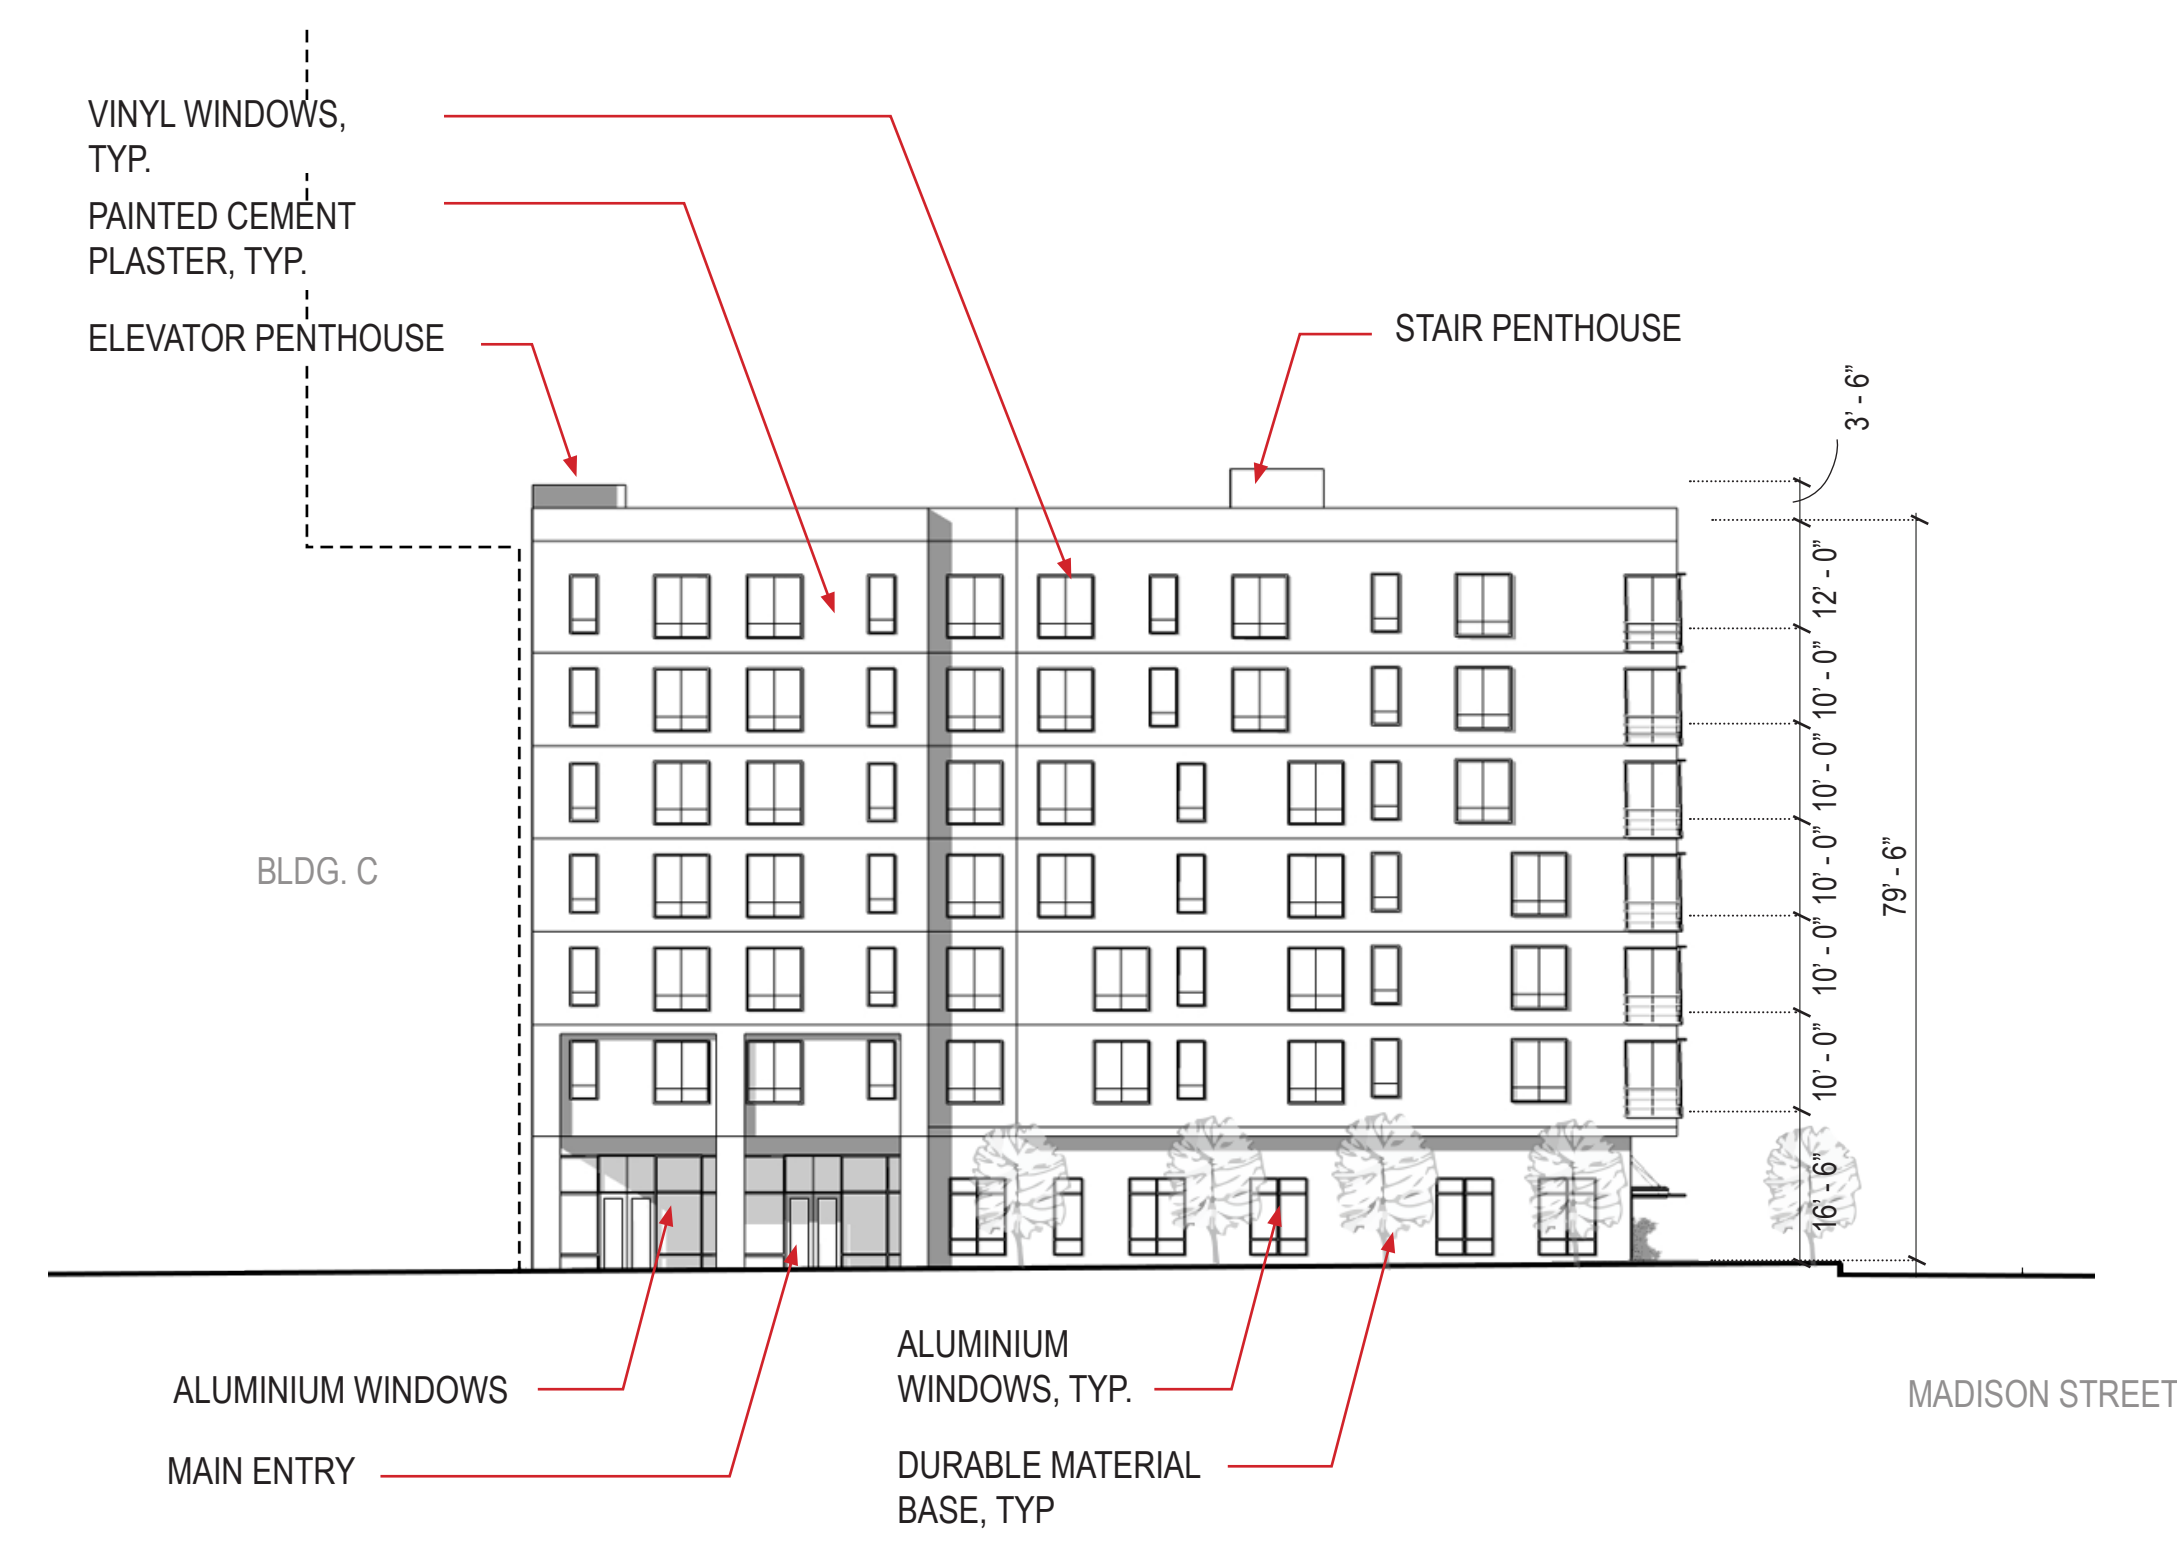 VINYL WINDOWS,
TYP.
PAINTED CEMENT
PLASTER, TYP.
ELEVATOR PENTHOUSE
STAIR PENTHOUSE
3’ - 6”
12’ - 0”
10’ - 0”
10’ - 0”
10’ - 0”
10’ - 0”
10’ - 0”
16’ - 6”
79’ - 6”
BLDG. C
ALUMINIUM WINDOWS
MAIN ENTRY
ALUMINIUM
WINDOWS, TYP.
DURABLE MATERIAL
BASE, TYP
MADISON STREET